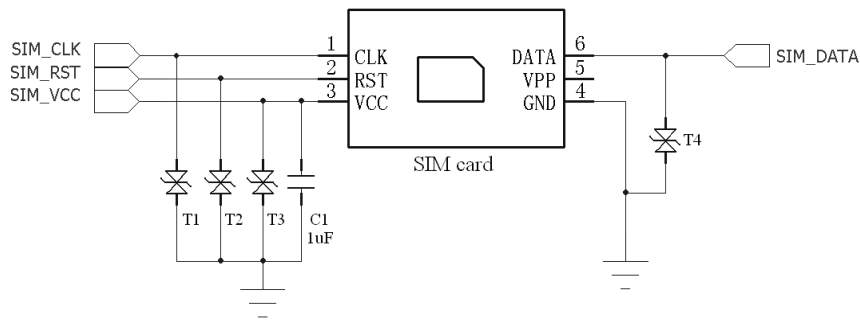 SIM_CLK
SIM_RST
SIM_VCC
1 CLK
2 RST
3 VCC
DATA 6
VPP 5
GND 4
SIM_DATA
SIM card
T1
T2
T3
C1
1uF
T4